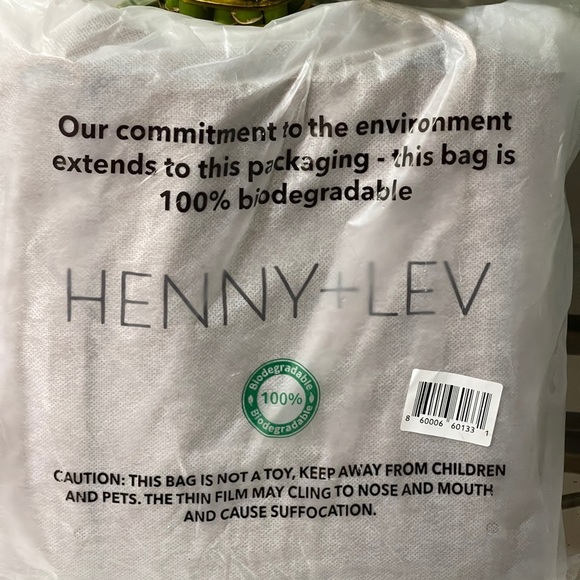 Our commitment to the environment
extends to this packaging - this bag is
100% biodegradable
HENNY+LEV
Biodegradable
100%
Biodegradable
8 60006 60133 1
CAUTION: THIS BAG IS NOT A TOY, KEEP AWAY FROM CHILDREN
AND PETS. THE THIN FILM MAY CLING TO NOSE AND MOUTH
AND CAUSE SUFFOCATION.